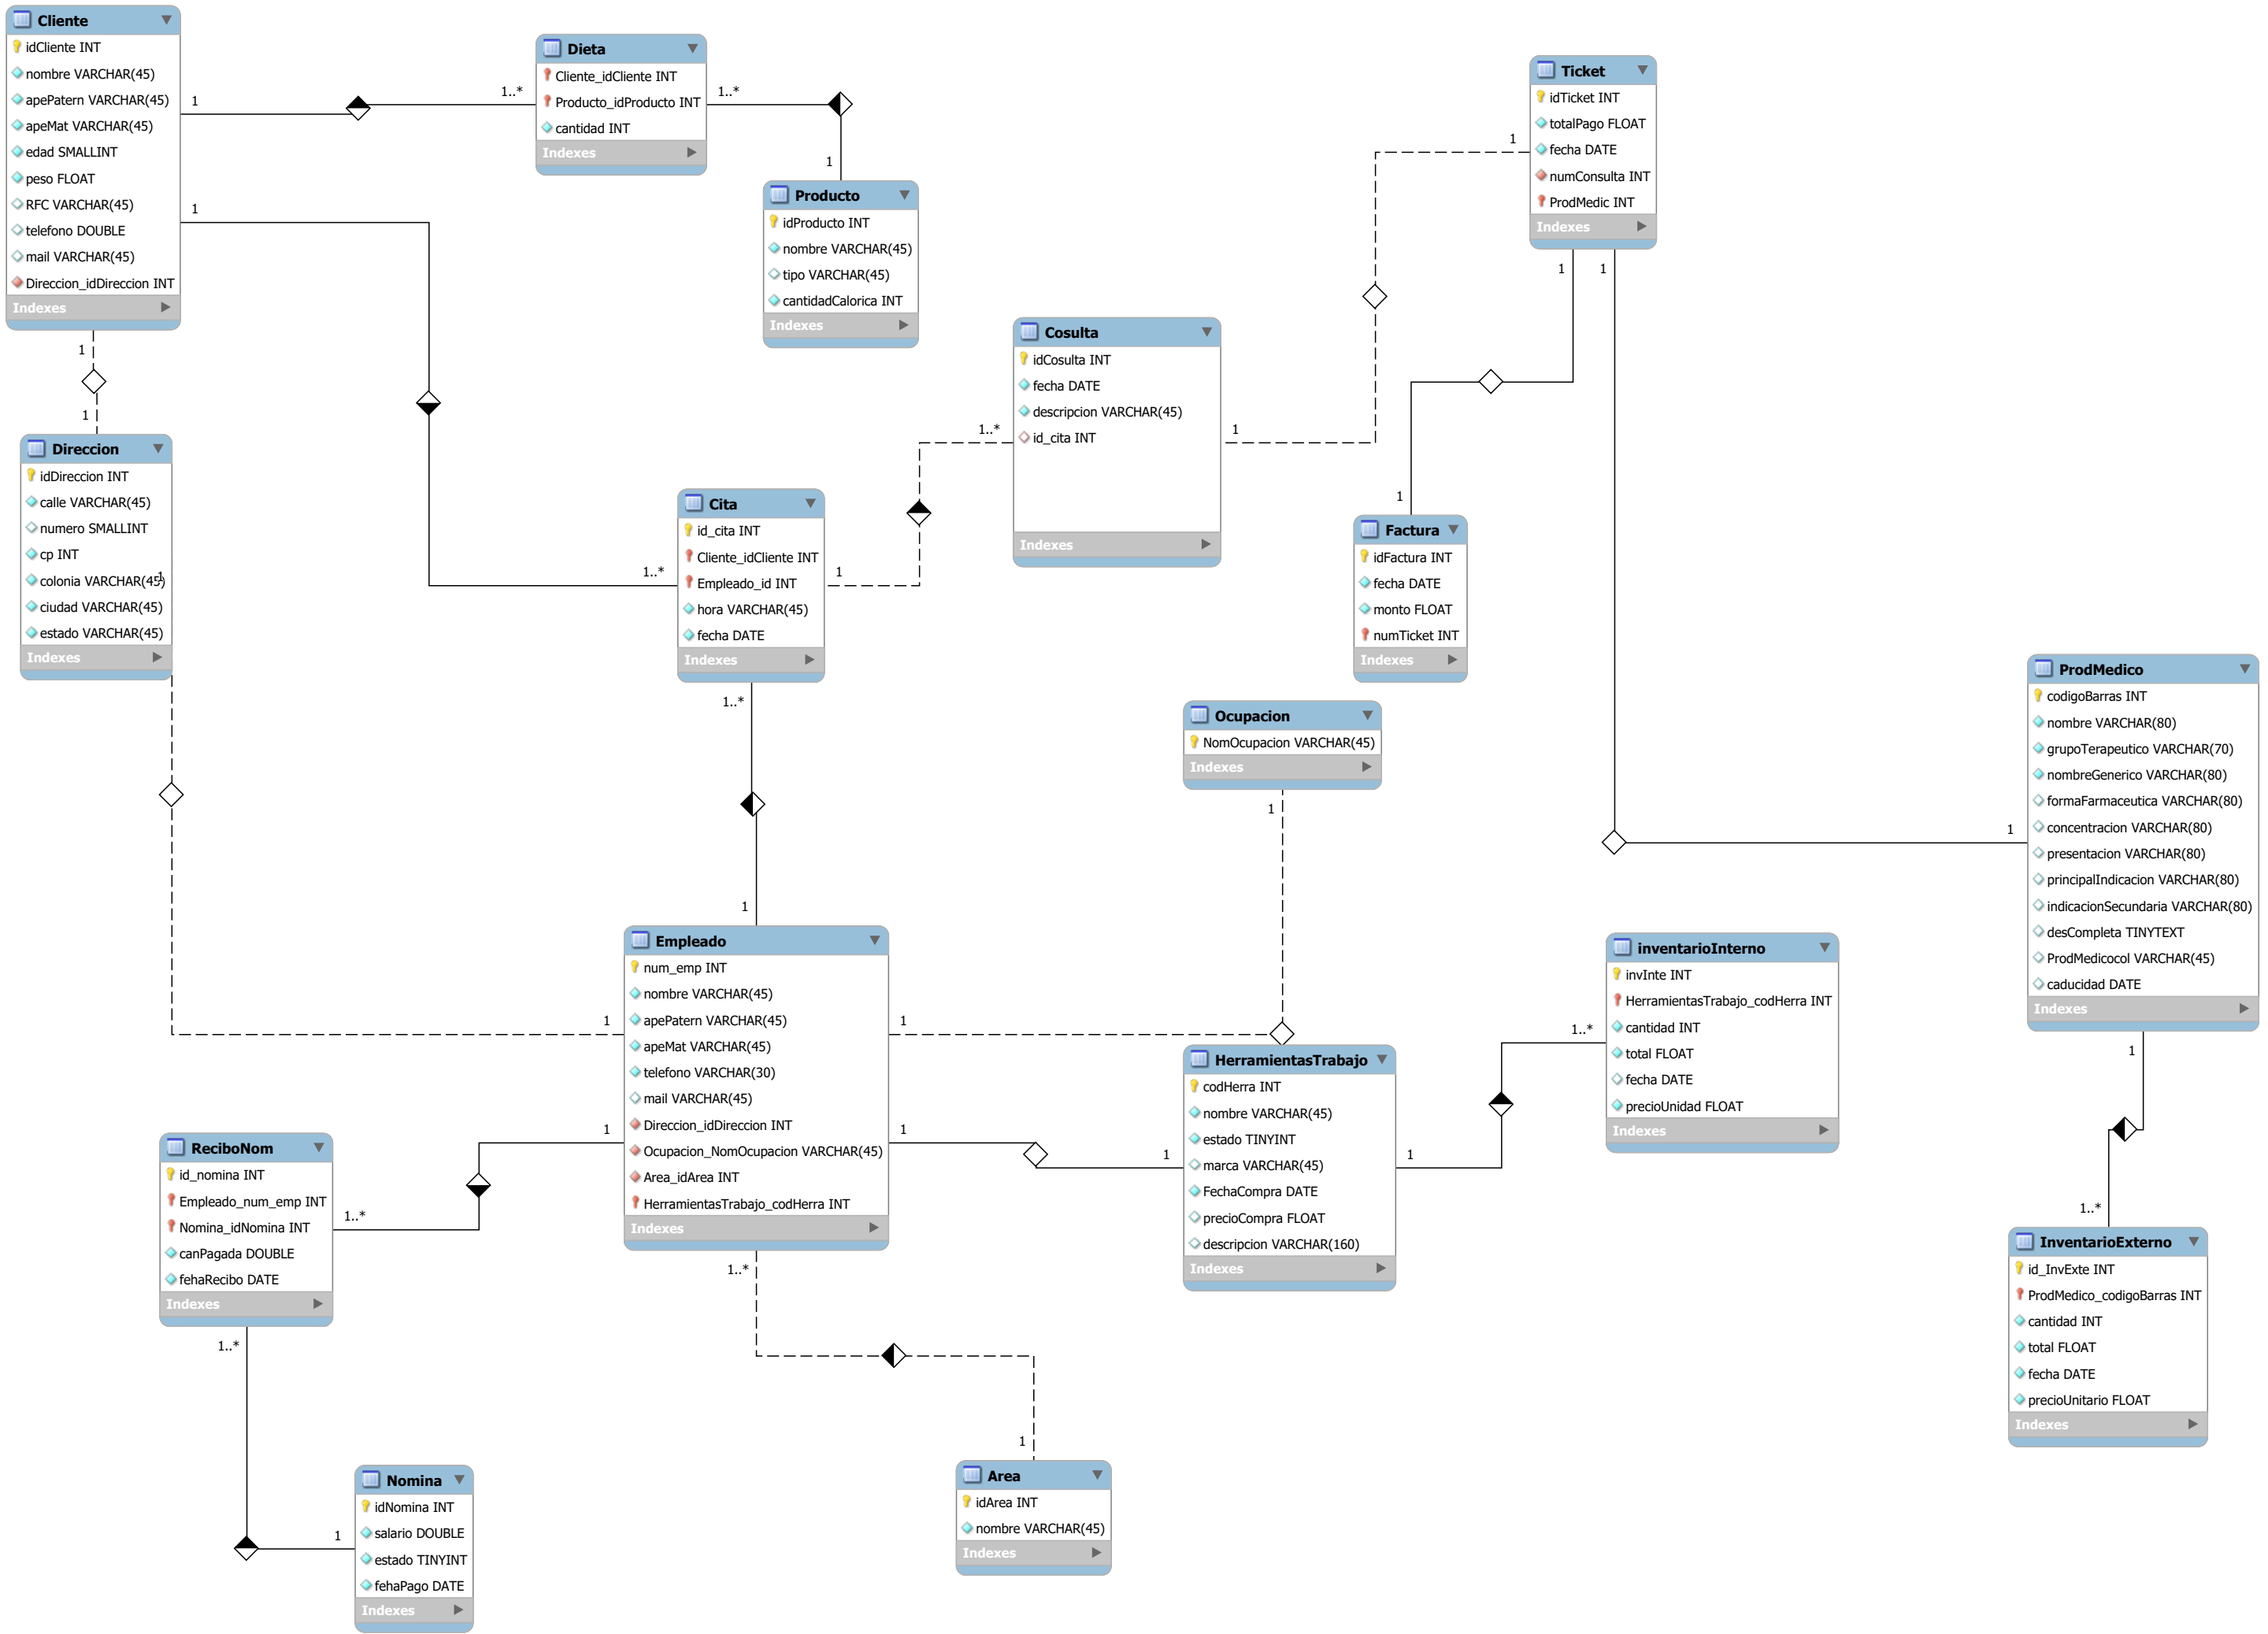 Cliente
idCliente INT
nombre VARCHAR(45)
apePatern VARCHAR(45)
apeMat VARCHAR(45)
edad SMALLINT
peso FLOAT
RFC VARCHAR(45)
telefono DOUBLE
mail VARCHAR(45)
Direccion_idDireccion INT
Indexes
1
1
1
1..*
Dieta
Cliente_idCliente INT
Producto_idProducto INT
cantidad INT
Indexes
1..*
1
Producto
idProducto INT
nombre VARCHAR(45)
tipo VARCHAR(45)
cantidadCalorica INT
Indexes
Ticket
idTicket INT
totalPago FLOAT
fecha DATE
numConsulta INT
ProdMedic INT
Indexes
1
1
1
Cosulta
idCosulta INT
fecha DATE
descripcion VARCHAR(45)
id_cita INT
Indexes
1..*
1
1
Direccion
idDireccion INT
calle VARCHAR(45)
numero SMALLINT
cp INT
colonia VARCHAR(45)
ciudad VARCHAR(45)
estado VARCHAR(45)
Indexes
1
Cita
id_cita INT
Cliente_idCliente INT
Empleado_id INT
hora VARCHAR(45)
fecha DATE
Indexes
1..*
1
1..*
1
Factura
idFactura INT
fecha DATE
monto FLOAT
numTicket INT
Indexes
Ocupacion
NomOcupacion VARCHAR(45)
Indexes
1
ProdMedico
codigoBarras INT
nombre VARCHAR(80)
grupoTerapeutico VARCHAR(70)
nombreGenerico VARCHAR(80)
formaFarmaceutica VARCHAR(80)
concentracion VARCHAR(80)
presentacion VARCHAR(80)
principalIndicacion VARCHAR(80)
indicacionSecundaria VARCHAR(80)
desCompleta TINYTEXT
ProdMedicocol VARCHAR(45)
caducidad DATE
Indexes
1
1
1
Empleado
num_emp INT
nombre VARCHAR(45)
apePatern VARCHAR(45)
apeMat VARCHAR(45)
telefono VARCHAR(30)
mail VARCHAR(45)
Direccion_idDireccion INT
Ocupacion_NomOcupacion VARCHAR(45)
Area_idArea INT
HerramientasTrabajo_codHerra INT
Indexes
1
1
1
1
1..*
HerramientasTrabajo
codHerra INT
nombre VARCHAR(45)
estado TINYINT
marca VARCHAR(45)
FechaCompra DATE
precioCompra FLOAT
descripcion VARCHAR(160)
Indexes
1
1
inventarioInterno
invInte INT
HerramientasTrabajo_codHerra INT
cantidad INT
total FLOAT
fecha DATE
precioUnidad FLOAT
Indexes
1..*
ReciboNom
id_nomina INT
Empleado_num_emp INT
Nomina_idNomina INT
canPagada DOUBLE
fehaRecibo DATE
Indexes
1..*
1..*
1..*
InventarioExterno
id_InvExte INT
ProdMedico_codigoBarras INT
cantidad INT
total FLOAT
fecha DATE
precioUnitario FLOAT
Indexes
1
Nomina
idNomina INT
salario DOUBLE
estado TINYINT
fehaPago DATE
Indexes
1
Area
idArea INT
nombre VARCHAR(45)
Indexes